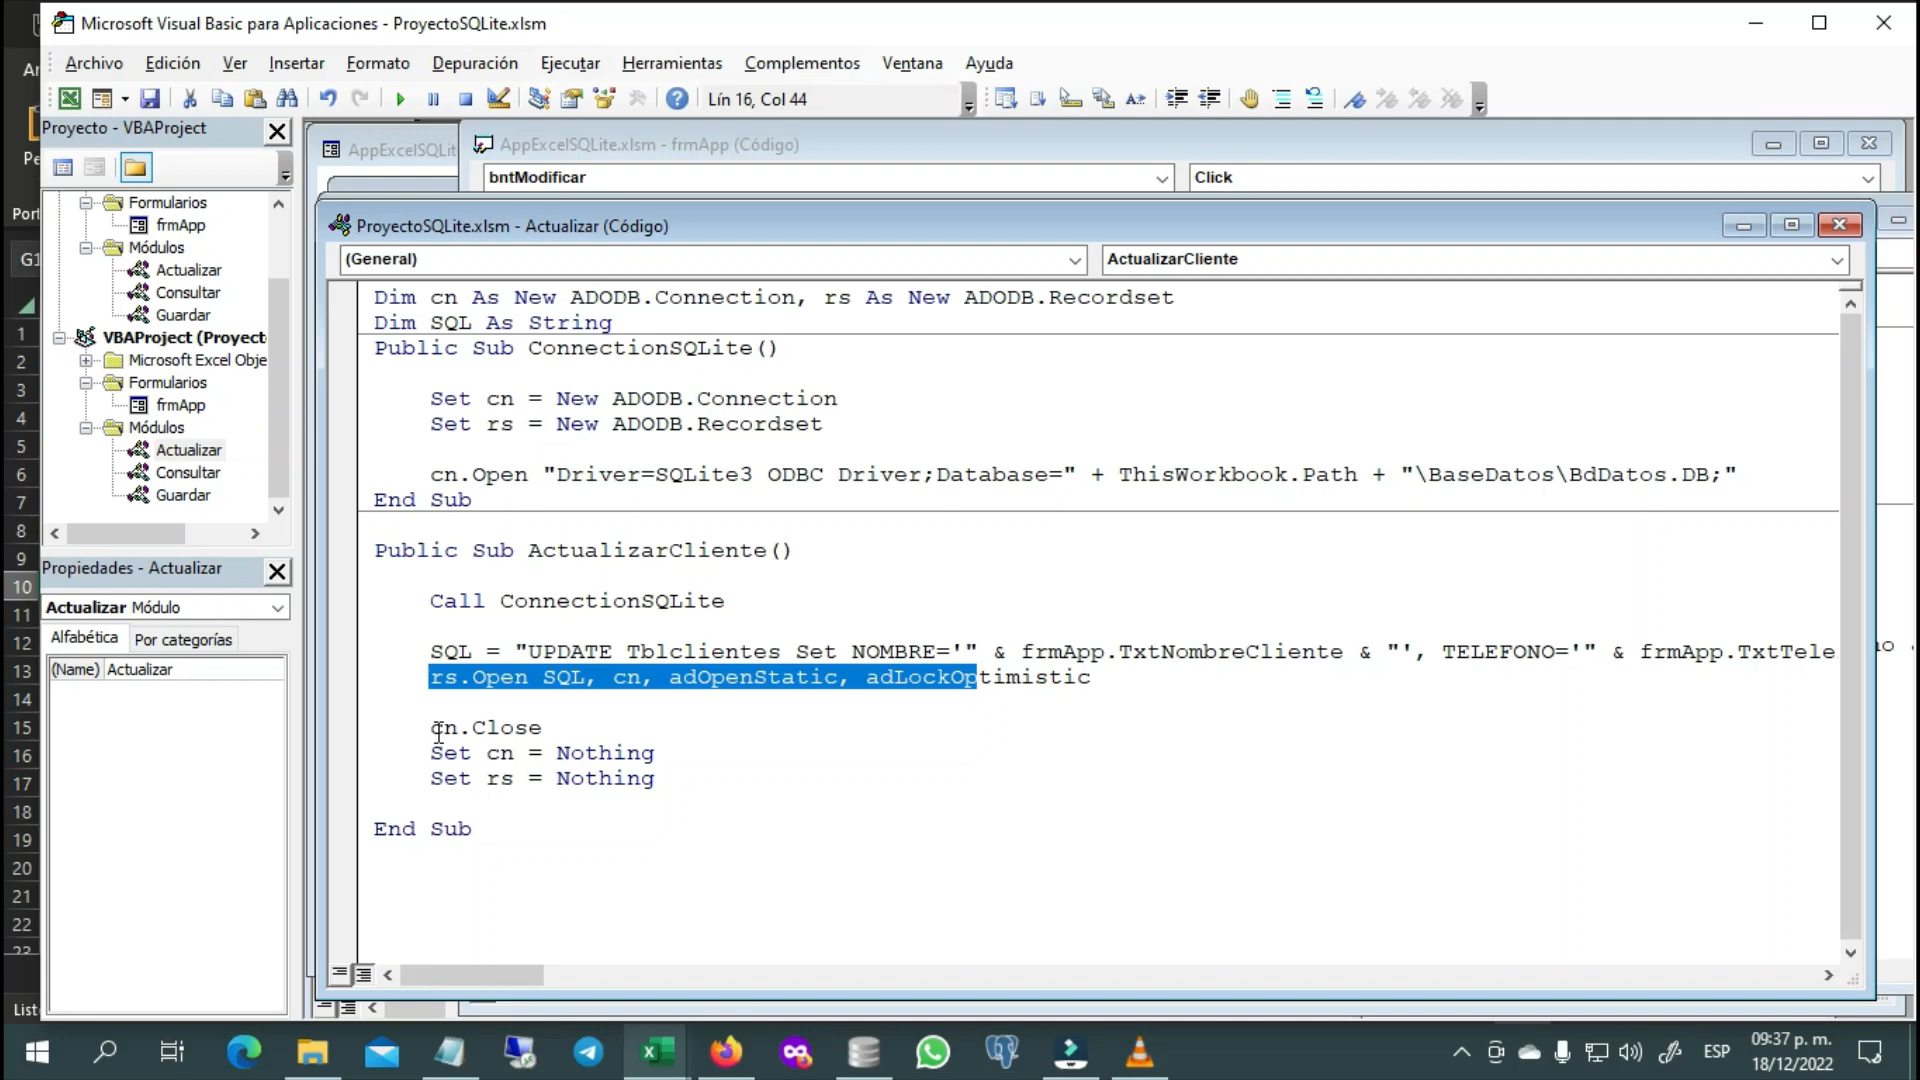 Microsoft Visual Basic para Aplicaciones - ProyectoSQLite.xlsm
Archivo Edición Ver Insertar Formato Depuración Ejecutar Herramientas Complementos Ventana Ayuda
Lín 16, Col 44
Proyecto - VBAProject
Formularios
frmApp
Módulos
Actualizar
Consultar
Guardar
VBAProject (Proyect
Microsoft Excel Obje
Formularios
frmApp
Módulos
Actualizar
Consultar
Guardar
Propiedades - Actualizar
Actualizar Módulo
Alfabética Por categorías
(Name) Actualizar
AppExcelSQLit
AppExcelSQLite.xlsm - frmApp (Código)
bntModificar Click
ProyectoSQLite.xlsm - Actualizar (Código)
(General) ActualizarCliente
Dim cn As New ADODB.Connection, rs As New ADODB.Recordset
Dim SQL As String
Public Sub ConnectionSQLite()
Set cn = New ADODB.Connection
Set rs = New ADODB.Recordset
cn.Open "Driver=SQLite3 ODBC Driver;Database=" + ThisWorkbook.Path + "\BaseDatos\BdDatos.DB;"
End Sub
Public Sub ActualizarCliente()
Call ConnectionSQLite
SQL = "UPDATE Tblclientes Set NOMBRE='" & frmApp.TxtNombreCliente & "', TELEFONO='" & frmApp.TxtTele
rs.Open SQL, cn, adOpenStatic, adLockOptimistic
cn.Close
Set cn = Nothing
Set rs = Nothing
End Sub
Ar
Pe
Port
G1
1
2
3
4
5
6
7
8
9
10
11
12
13
14
15
16
17
18
19
20
21
22
23
List
ESP
09:37 p. m.
18/12/2022